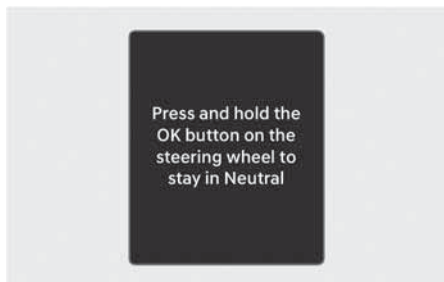 Press and hold the
OK button on the
steering wheel to
stay in Neutral